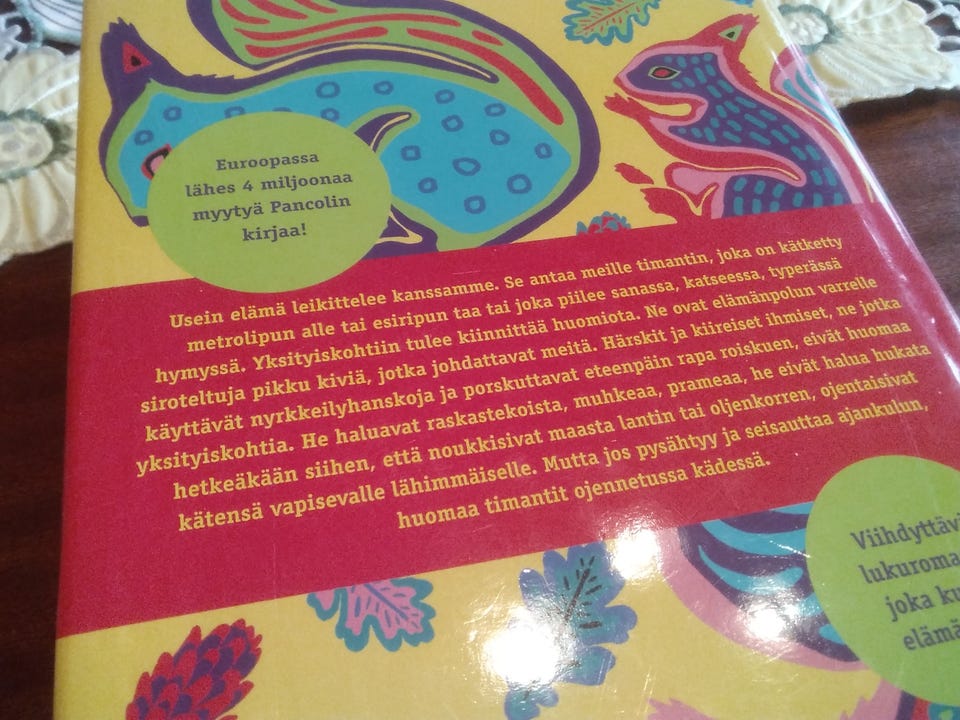 Euroopassa
lähes 4 miljoonaa
myytyä Pancolin
kirjaa!
Usein elämä leikittelee kanssamme. Se antaa meille timantin, joka on kätketty
metrolipun alle tai esiripun taa tai joka piilee sanassa, katseessa, typerässä
hymyssä. Yksityiskohtiin tulee kiinnittää huomiota. Ne ovat elämänpolun varrelle
siroteltuja pikku kiviä, jotka johdattavat meitä. Härskit ja kiireiset ihmiset, ne jotka
käyttävät nyrkkeilyhanskoja ja porskuttavat eteenpäin rapa roiskuen, eivät huomaa
yksityiskohtia. He haluavat raskastekoista, muhkeaa, prameaa, he eivät halua hukata
hetkeäkään siihen, että noukkisivat maasta lantin tai oljenkorren, ojentaisivat
kätensä vapisevalle lähimmäiselle. Mutta jos pysähtyy ja seisauttaa ajankulun,
huomaa timantit ojennetussa kädessä.
joka